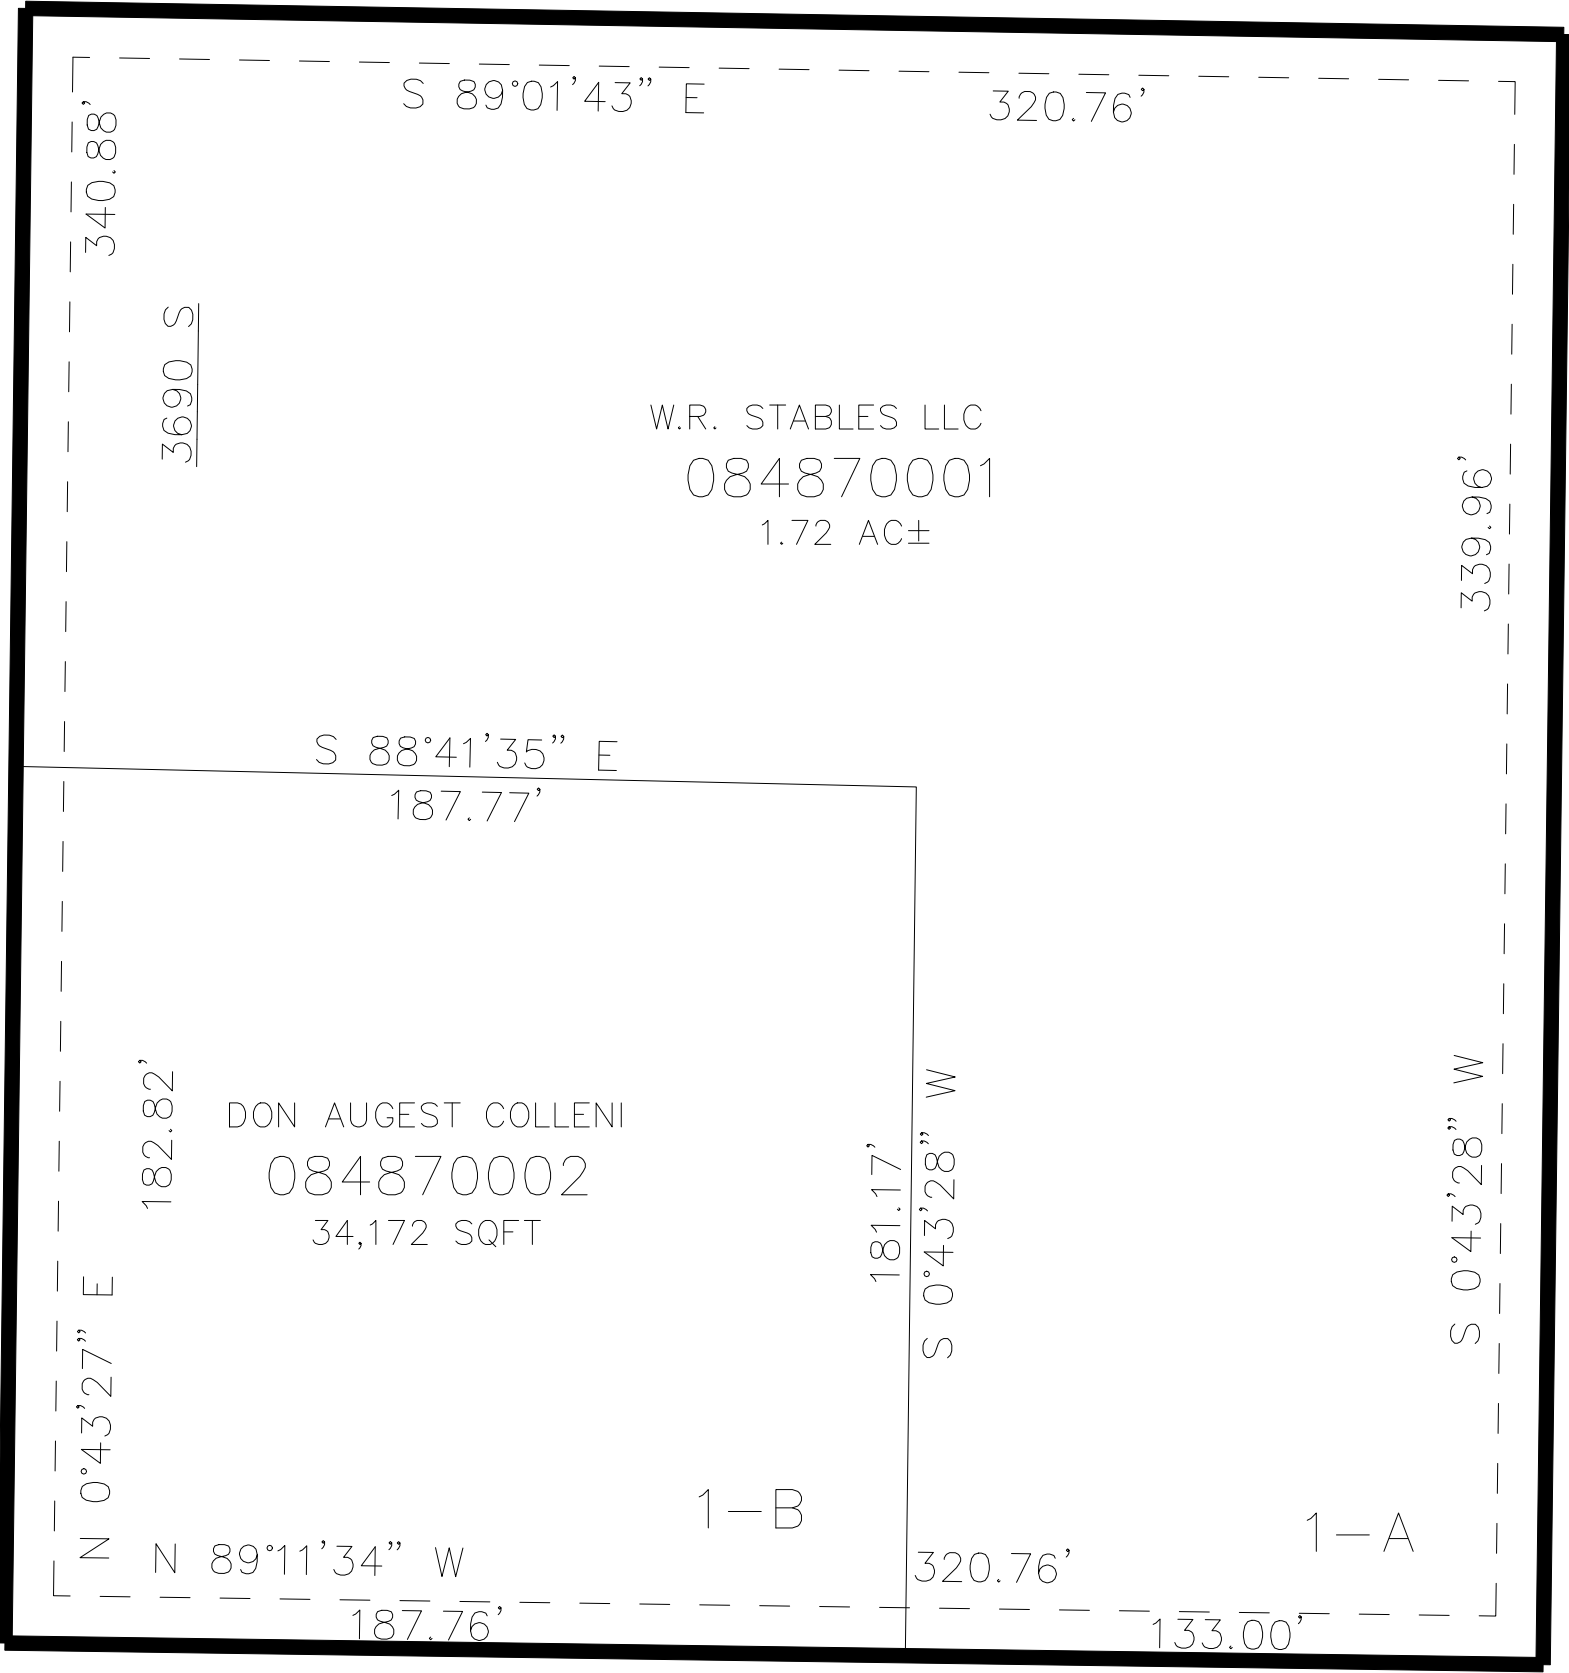 S 89°01'43" E
320.76'
340.88'
3690 S
W.R. STABLES LLC
084870001
1.72 AC±
339.96'
S 88°41'35" E
187.77'
182.82'
DON AUGEST COLLENI
084870002
34,172 SQFT
181.17'
S 0°43'28" W
S 0°43'28" W
N 0°43'27" E
1-B
1-A
N 89°11'34" W
320.76'
187.76'
133.00'